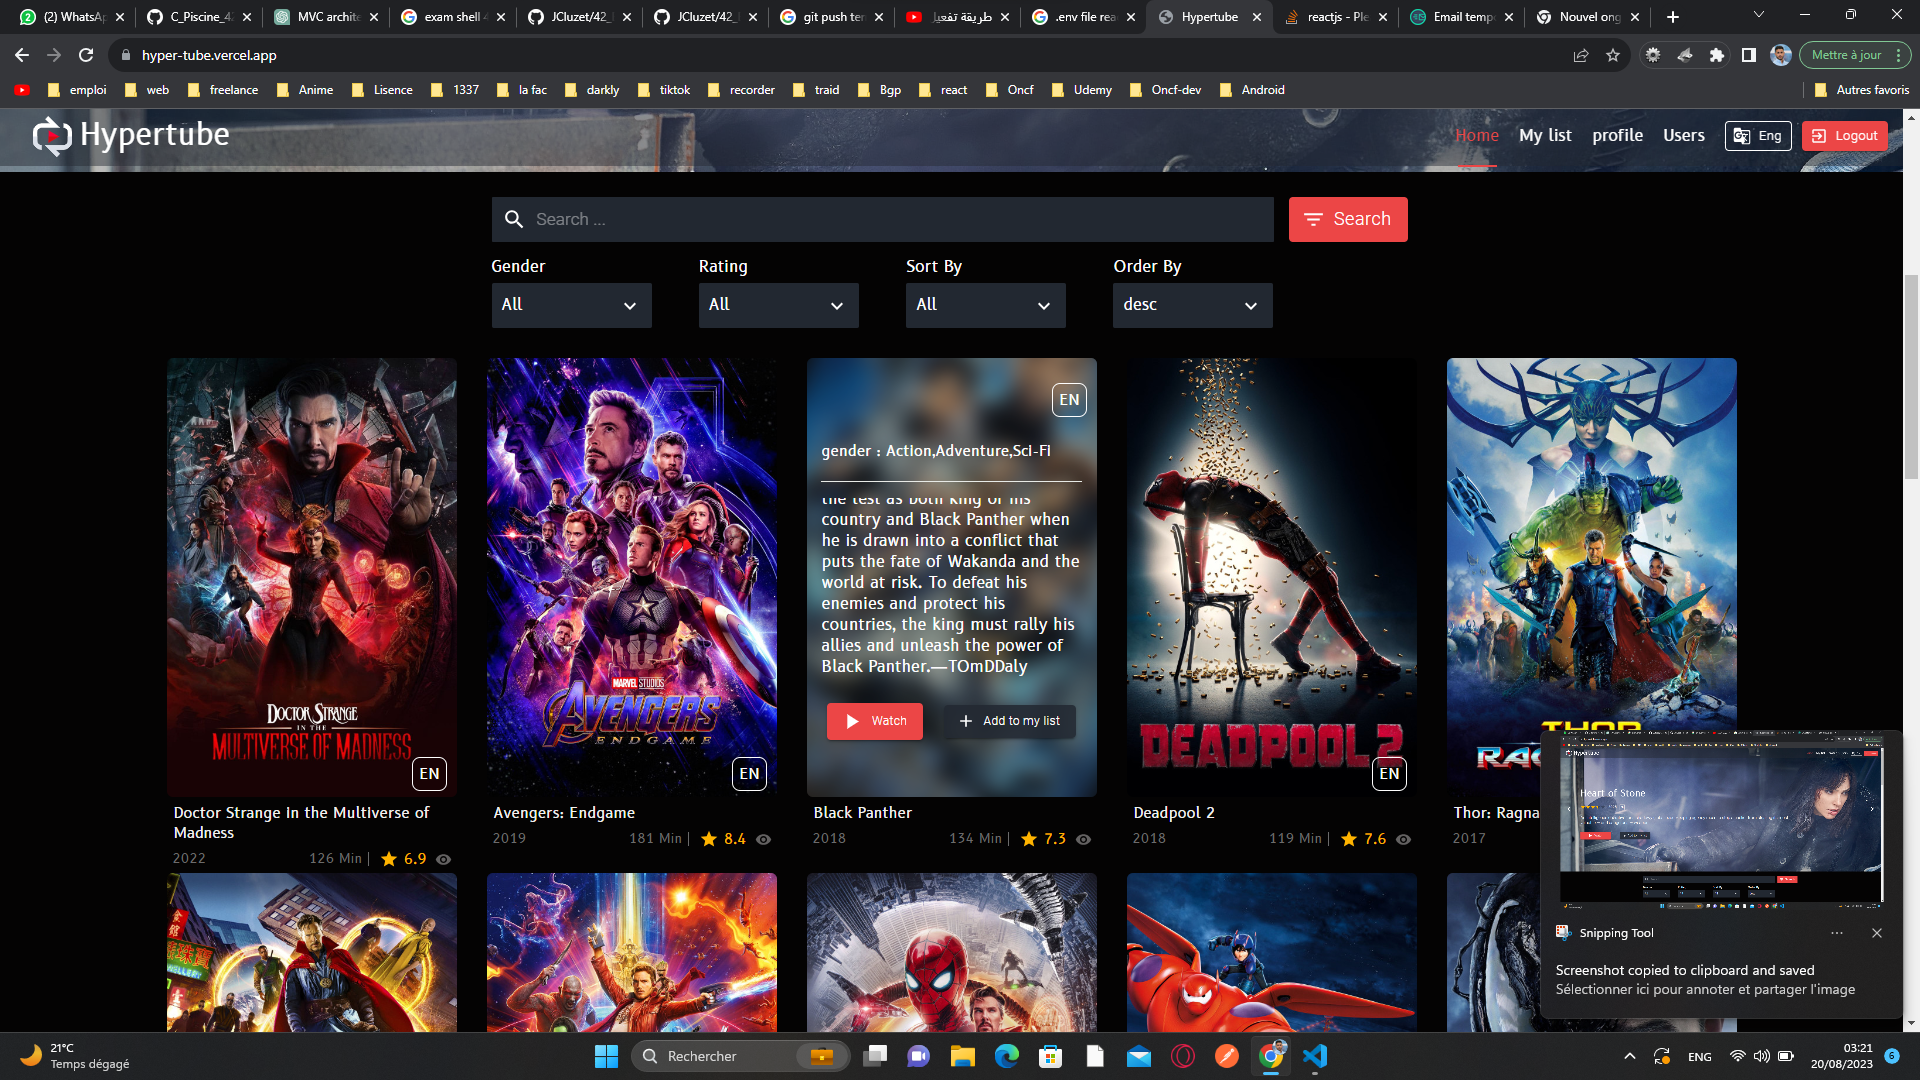 (2) WhatsAp
C_Piscine_42
MVC archite
exam shell 4
JCluzet/42_
JCluzet/42_
git push ter
طريقة تفعيل
.env file rea
Hypertube
reactjs - Ple
Email tempo
Nouvel ong
hyper-tube.vercel.app
Mettre à jour
emploi
web
freelance
Anime
Lisence
1337
la fac
darkly
tiktok
recorder
traid
Bgp
react
Oncf
Udemy
Oncf-dev
Android
Autres favoris
Hypertube
Home
My list
profile
Users
Eng
Logout
Search ...
Search
Gender
Rating
Sort By
Order By
All
All
All
desc
DOCTOR STRANGE
IN THE
MULTIVERSE OF MADNESS
EN
MARVEL STUDIOS
AVENGERS
ENDGAME
EN
EN
gender : Action,Adventure,Sci-Fi
the test as both king of his
country and Black Panther when
he is drawn into a conflict that
puts the fate of Wakanda and the
world at risk. To defeat his
enemies and protect his
countries, the king must rally his
allies and unleash the power of
Black Panther.—TOmDDaly
Watch
Add to my list
DEADPOOL 2
EN
THOR
RAG
Doctor Strange in the Multiverse of
Madness
2022
126 Min |
6.9
Avengers: Endgame
2019
181 Min |
8.4
Black Panther
2018
134 Min |
7.3
Deadpool 2
2018
119 Min |
7.6
Thor: Ragna
2017
Hypertube
Heart of Stone
Snipping Tool
Screenshot copied to clipboard and saved
Sélectionner ici pour annoter et partager l'image
21°C
Temps dégagé
Rechercher
ENG
03:21
20/08/2023
6